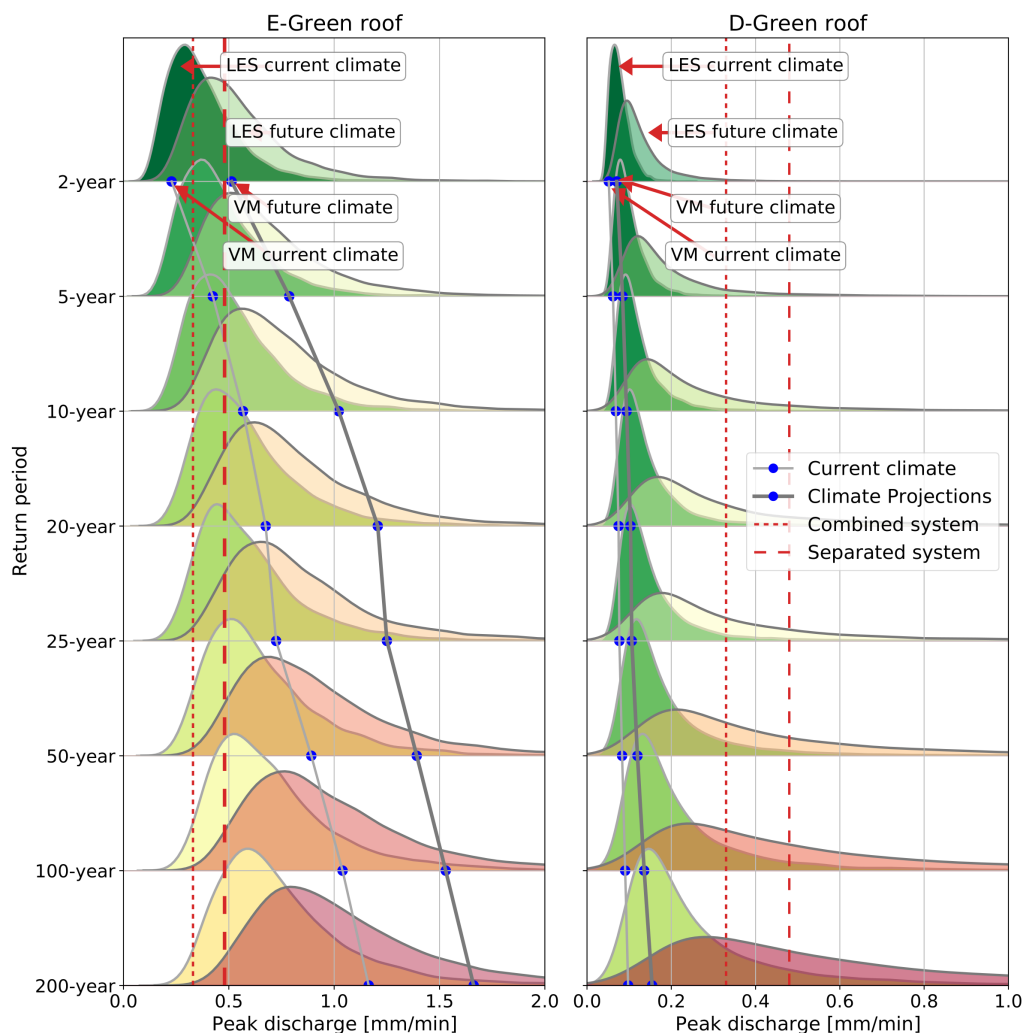 E-Green roof
D-Green roof
LES current climate
LES future climate
VM future climate
VM current climate
LES current climate
LES future climate
VM future climate
VM current climate
Return period
2-year
5-year
10-year
20-year
25-year
50-year
100-year
200-year
Current climate
Climate Projections
Combined system
Separated system
0.0 0.5 1.0 1.5 2.0
0.0 0.2 0.4 0.6 0.8 1.0
Peak discharge [mm/min]
Peak discharge [mm/min]